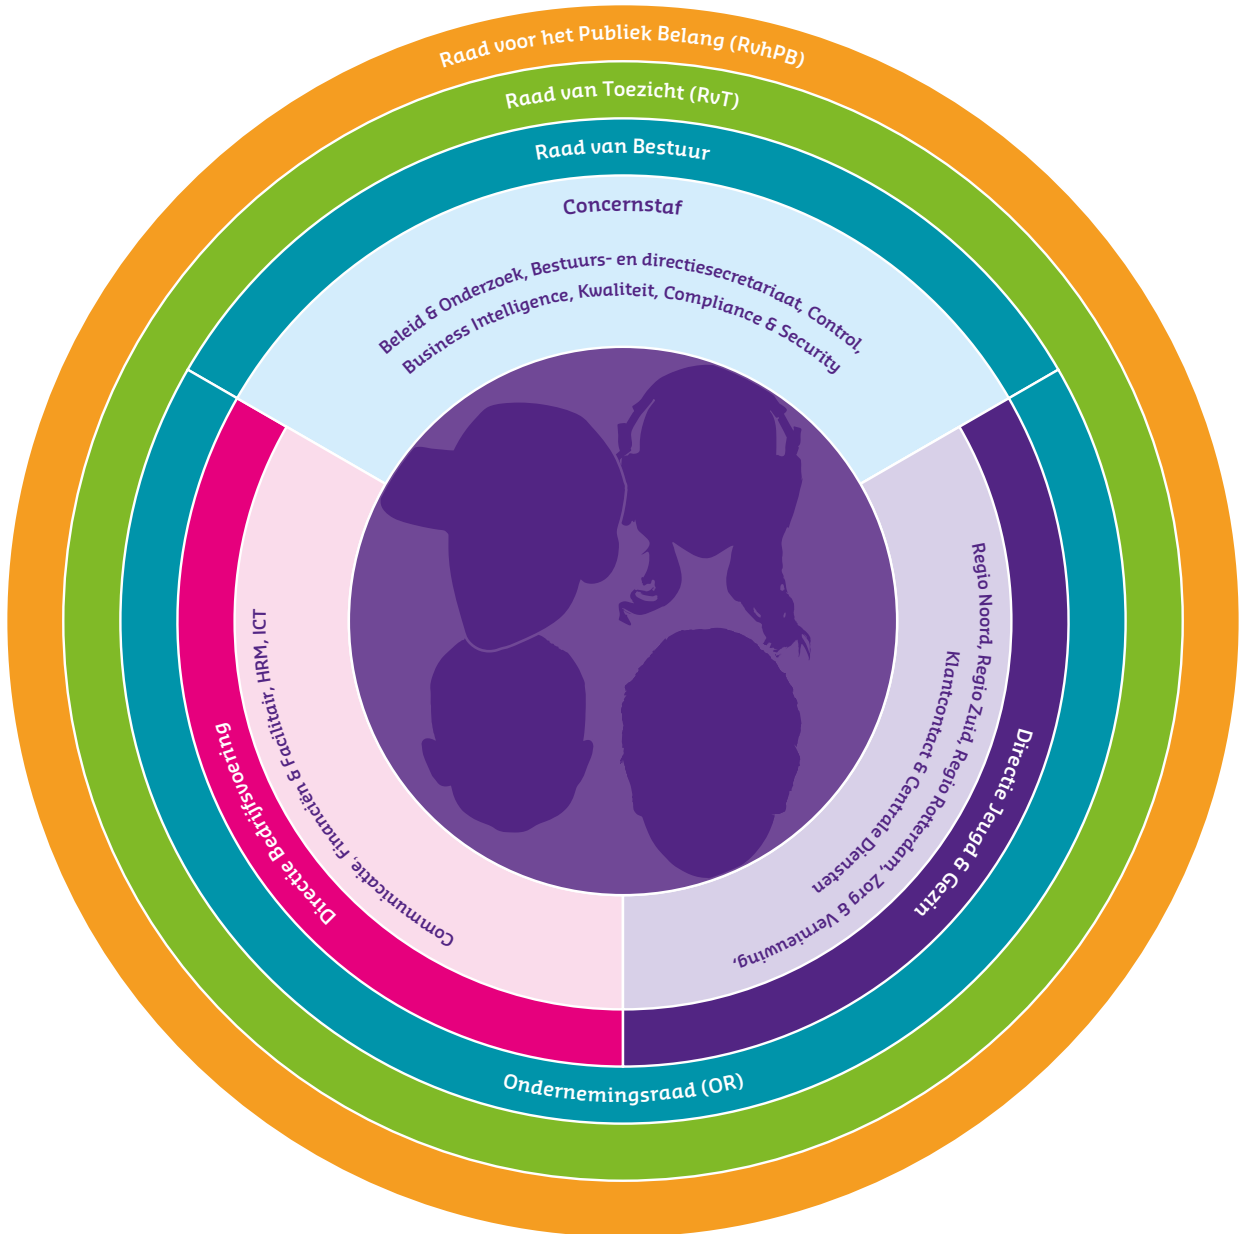 Raad voor het Publiek Belang (RvhPB)
Raad van Toezicht (RvT)
Raad van Bestuur
Concernstaf
Beleid & Onderzoek, Bestuurs- en directiesecretariaat, Control,
Business Intelligence, Kwaliteit, Compliance & Security
Regio Noord, Regio Zuid, Regio Rotterdam, Zorg & Vernieuwing,
Klantcontact & Centrale Diensten
Directie Jeugd & Gezin
Communicatie, Financiën & Facilitair, HRM, ICT
Directie Bedrijfsvoering
Ondernemingsraad (OR)